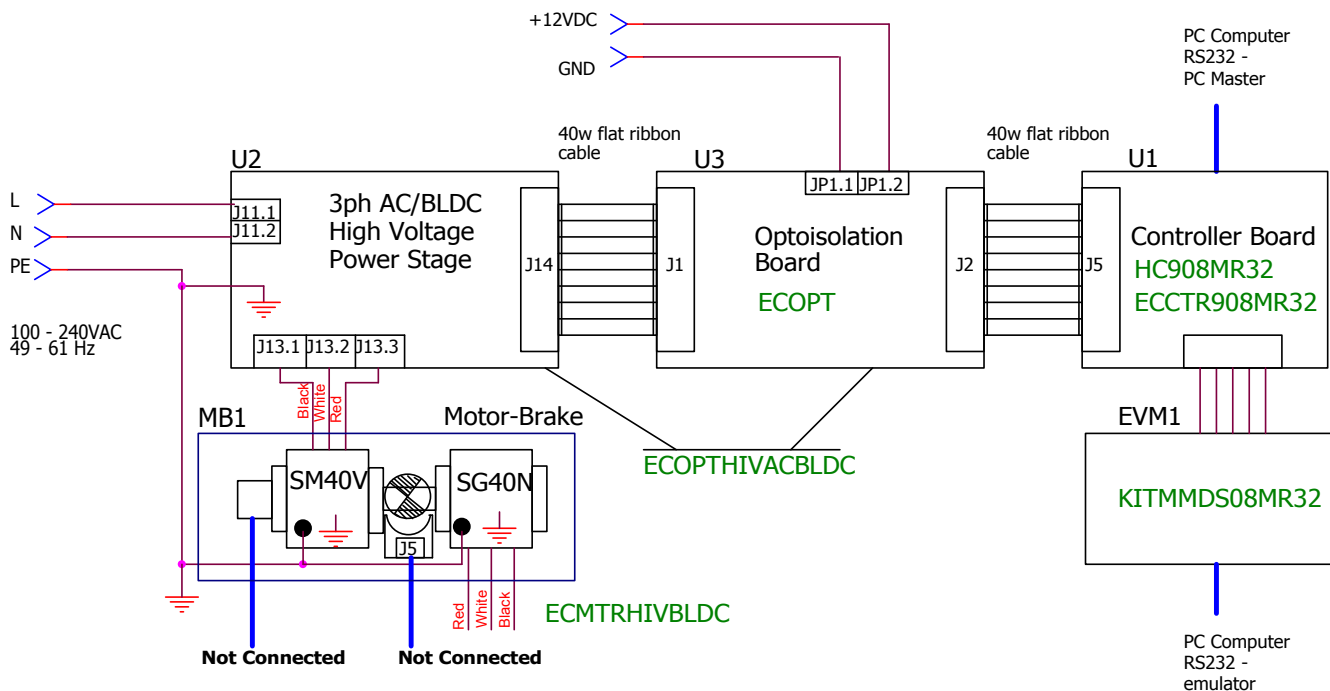 +12VDC
GND
PC Computer
RS232 -
PC Master
40w flat ribbon
cable
40w flat ribbon
cable
U2
U3
U1
L
N
PE
100 - 240VAC
49 - 61 Hz
J11.1
J11.2
3ph AC/BLDC
High Voltage
Power Stage
J14
J13.1
J13.2
J13.3
J1
JP1.1
JP1.2
Optoisolation
Board
ECOPT
J2
J5
Controller Board
HC908MR32
ECCTR908MR32
Black
White
Red
MB1
Motor-Brake
SM40V
SG40N
J5
ECOPTHIVACBLDC
EVM1
KITMMDS08MR32
Red
White
Black
ECMTRHIVBLDC
Not Connected
Not Connected
PC Computer
RS232 -
emulator